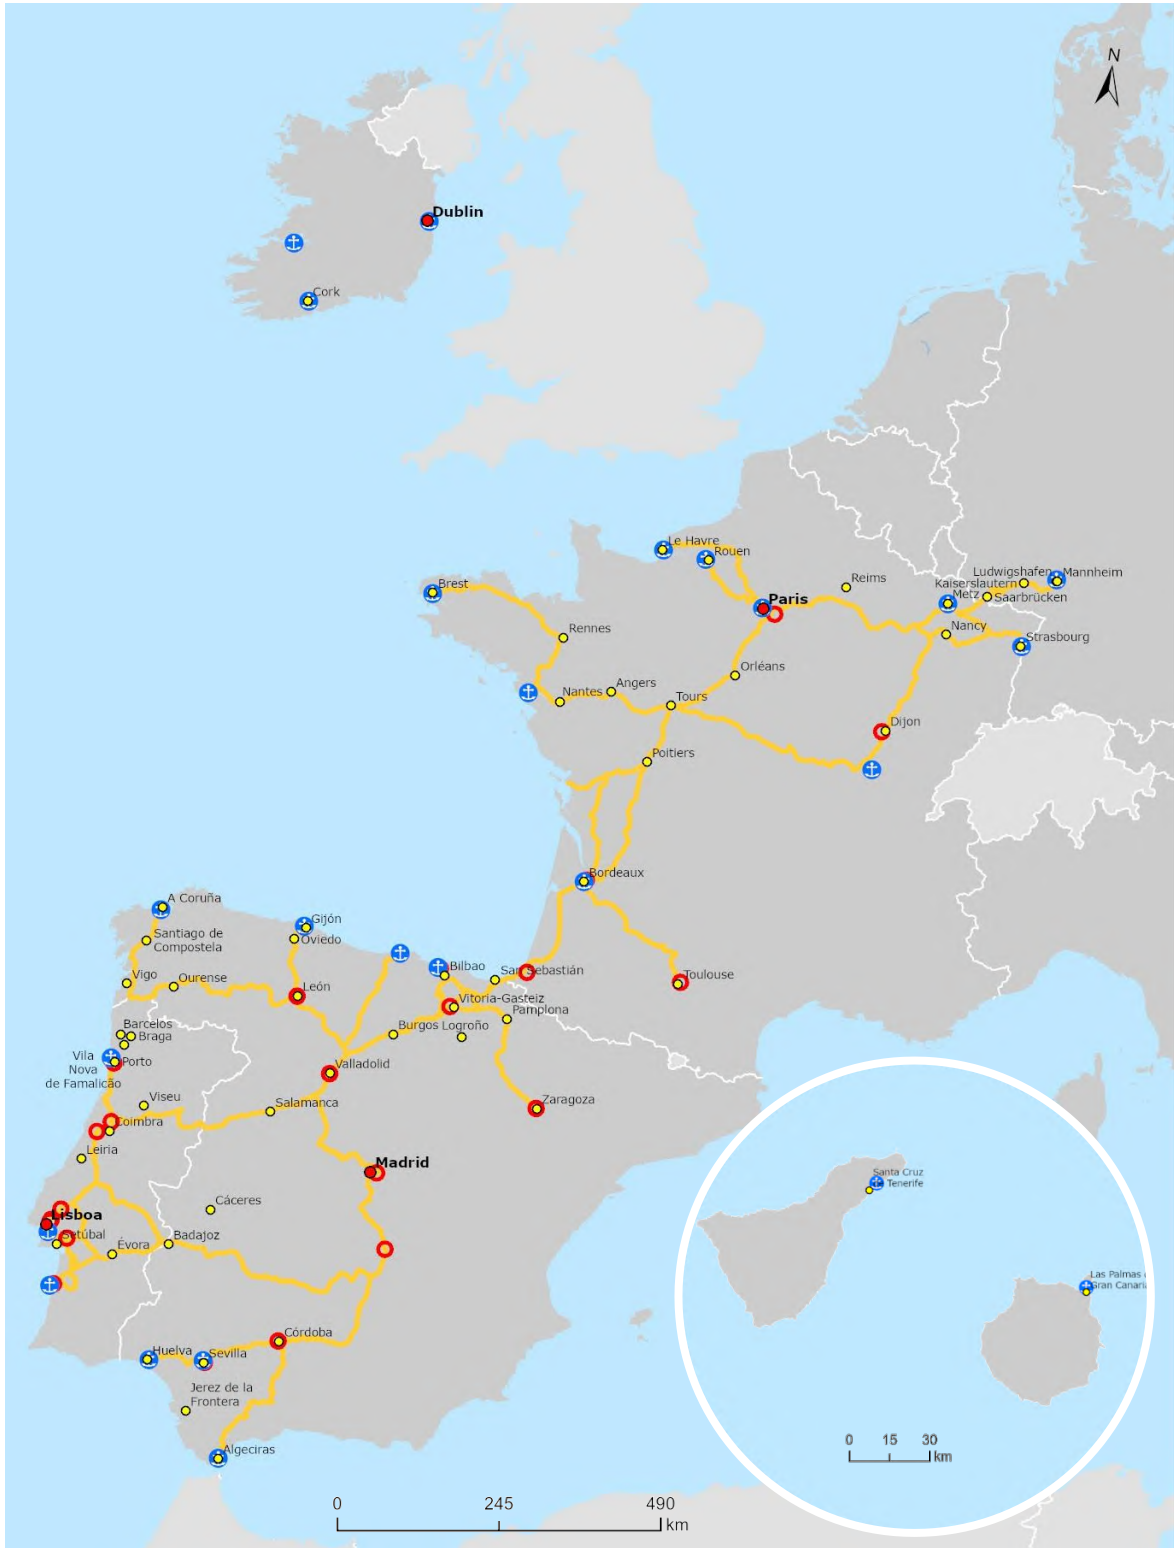 N
Dublin
Cork
Le Havre
Rouen
Reims
Ludwigshafen
Mannheim
Kaiserslautern
Metz
Saarbrücken
Brest
Paris
Rennes
Nancy
Strasbourg
Orléans
Angers
Nantes
Tours
Dijon
Poitiers
Bordeaux
A Coruña
Gijón
Santiago de
Compostela
Oviedo
Bilbao
San Sebastián
Toulouse
Vigo
Ourense
León
Vitoria-Gasteiz
Pamplona
Barcelos
Braga
Burgos
Logroño
Vila
Nova
de Famalicão
Porto
Valladolid
Viseu
Salamanca
Zaragoza
Coimbra
Leiria
Madrid
Santa Cruz
Tenerife
Cáceres
Lisboa
Setúbal
Évora
Badajoz
Las Palmas
Gran Canaria
Córdoba
Huelva
Sevilla
Jerez de la
Frontera
Algeciras
0 15 30
km
0 245 490
km